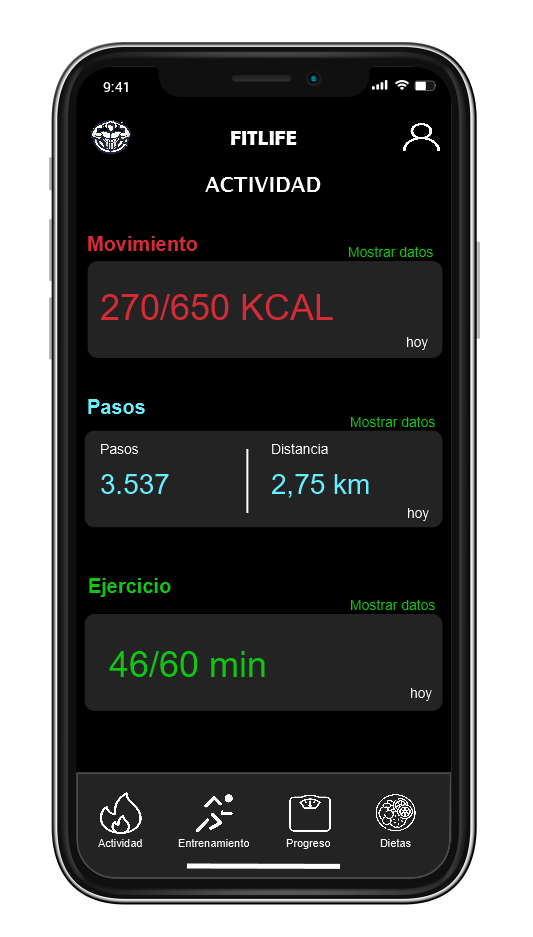 9:41
FITLIFE
ACTIVIDAD
Movimiento
Mostrar datos
270/650 KCAL
hoy
Pasos
Mostrar datos
Pasos
Distancia
3.537
2,75 km
hoy
Ejercicio
Mostrar datos
46/60 min
hoy
Actividad
Entrenamiento
Progreso
Dietas